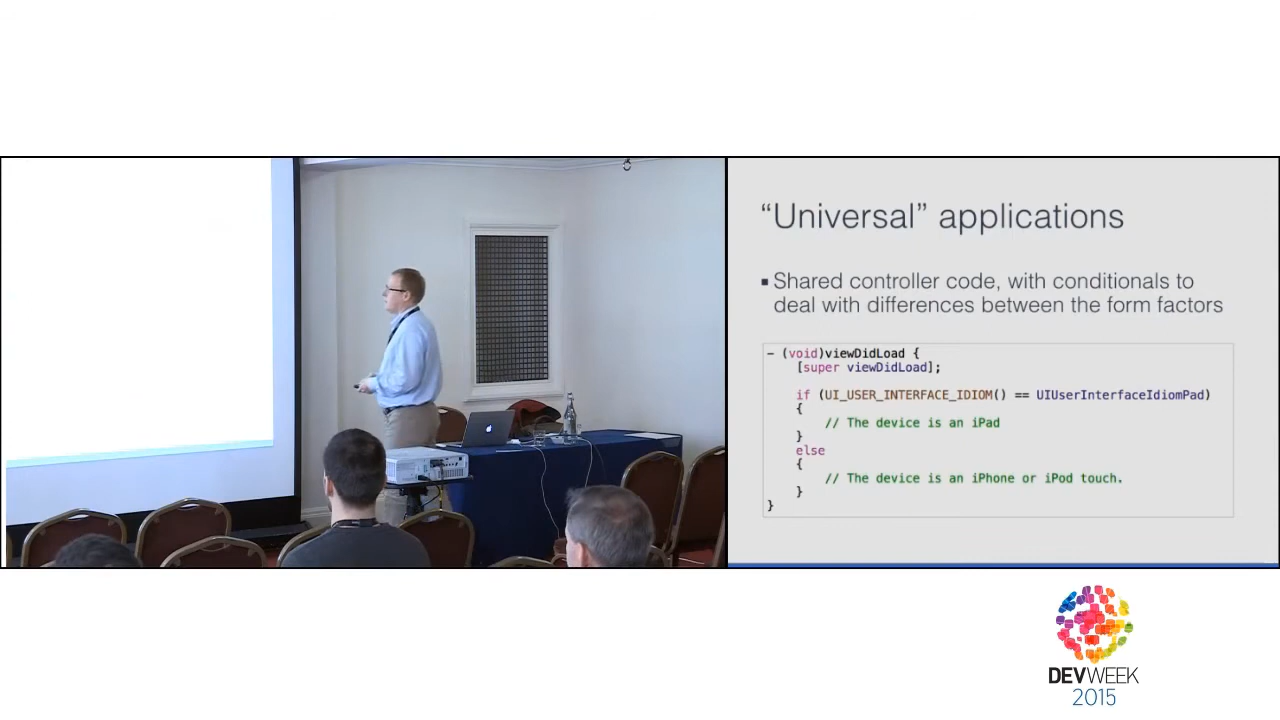 “Universal” applications
▪ Shared controller code, with conditionals to
deal with differences between the form factors
- (void)viewDidLoad {
[super viewDidLoad];
if (UI_USER_INTERFACE_IDIOM() == UIUserInterfaceIdiomPad)
{
// The device is an iPad
}
else
{
// The device is an iPhone or iPod touch.
}
}
DEVWEEK
2015